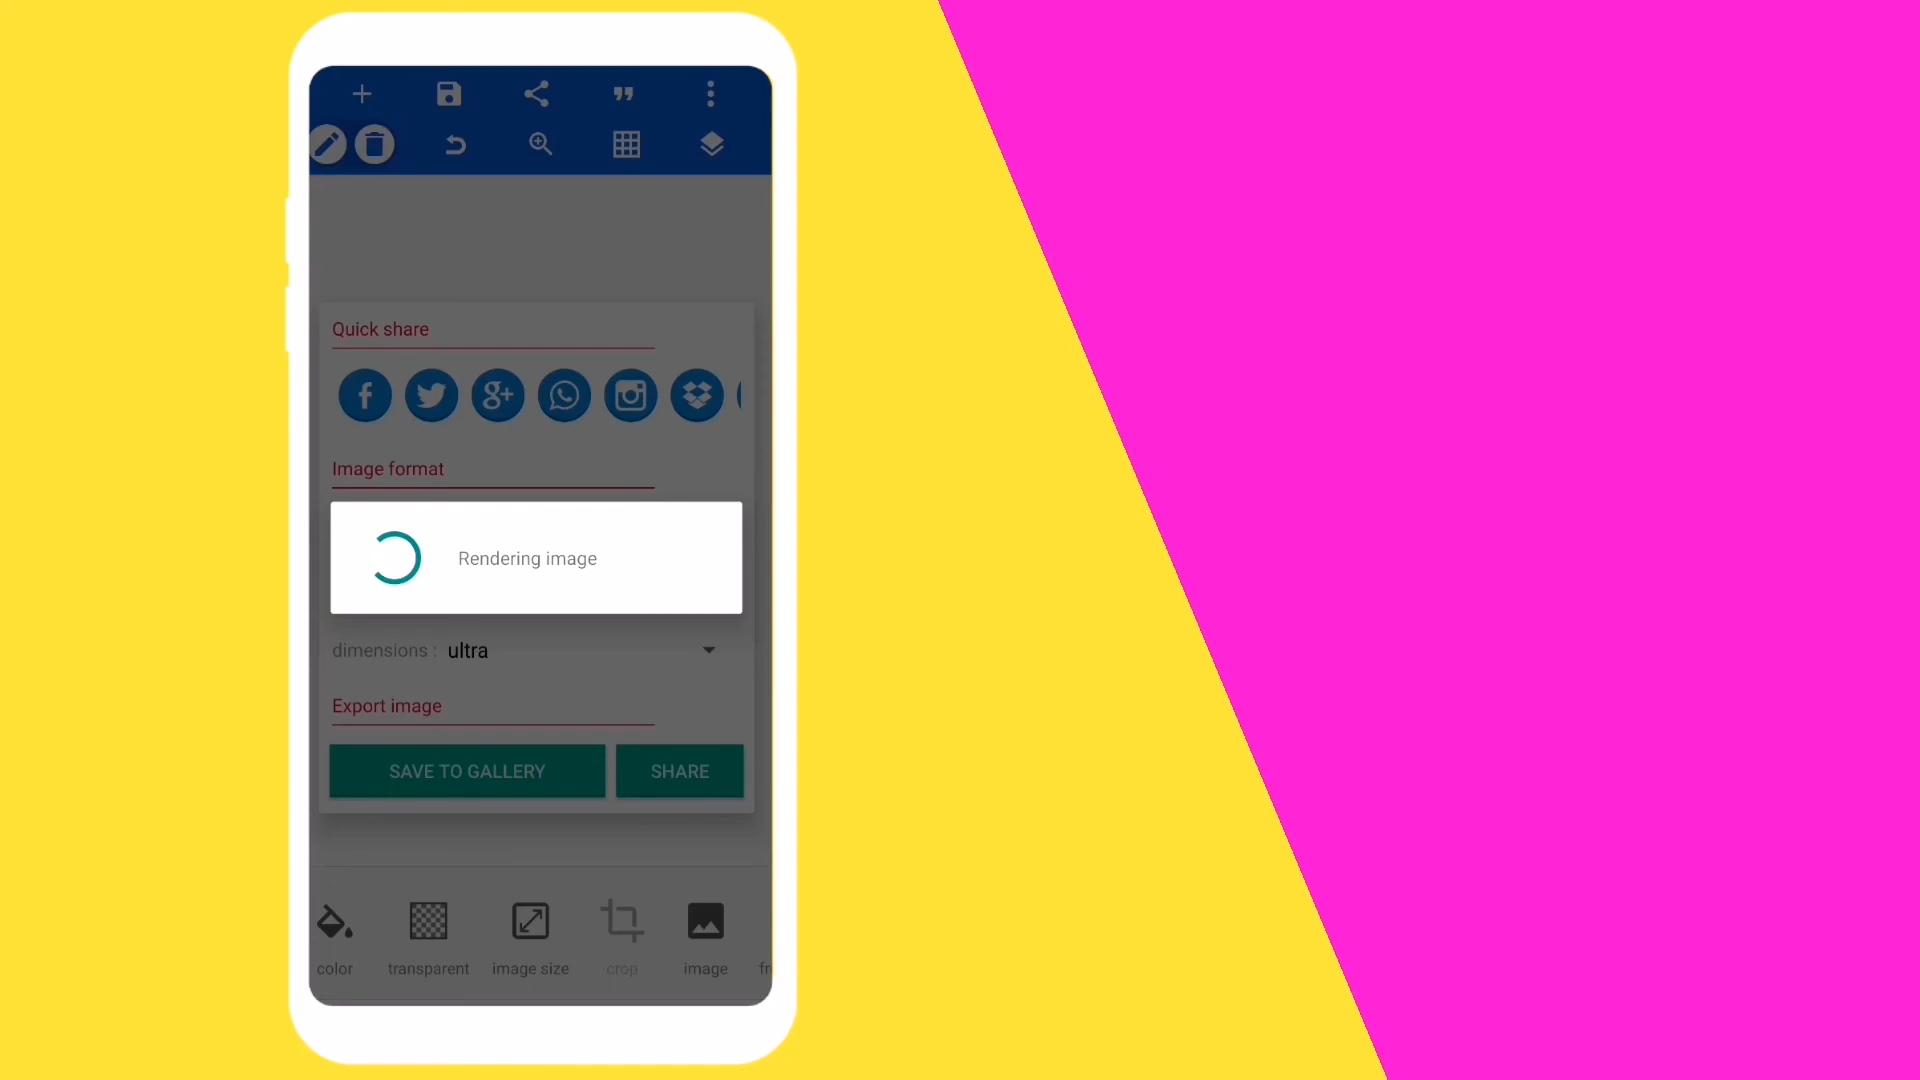 Quick share
Image format
Rendering image
dimensions : ultra
Export image
SAVE TO GALLERY
SHARE
color
transparent
image size
crop
image
fr